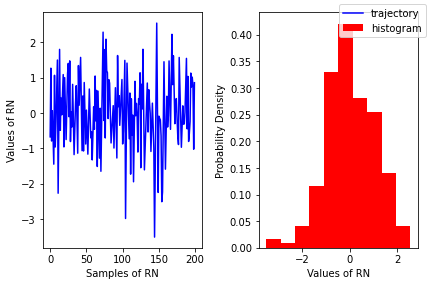 trajectory
histogram
Values of RN
2
1
0
−1
−2
−3
0 50 100 150 200
Samples of RN
Probability Density
0.40
0.35
0.30
0.25
0.20
0.15
0.10
0.05
0.00
−2 0 2
Values of RN